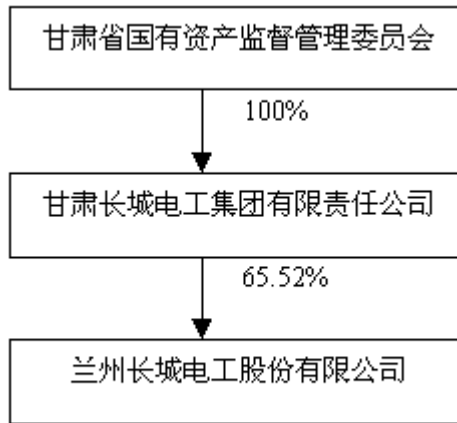 甘肃省国有资产监督管理委员会
100%
甘肃长城电工集团有限责任公司
65.52%
兰州长城电工股份有限公司